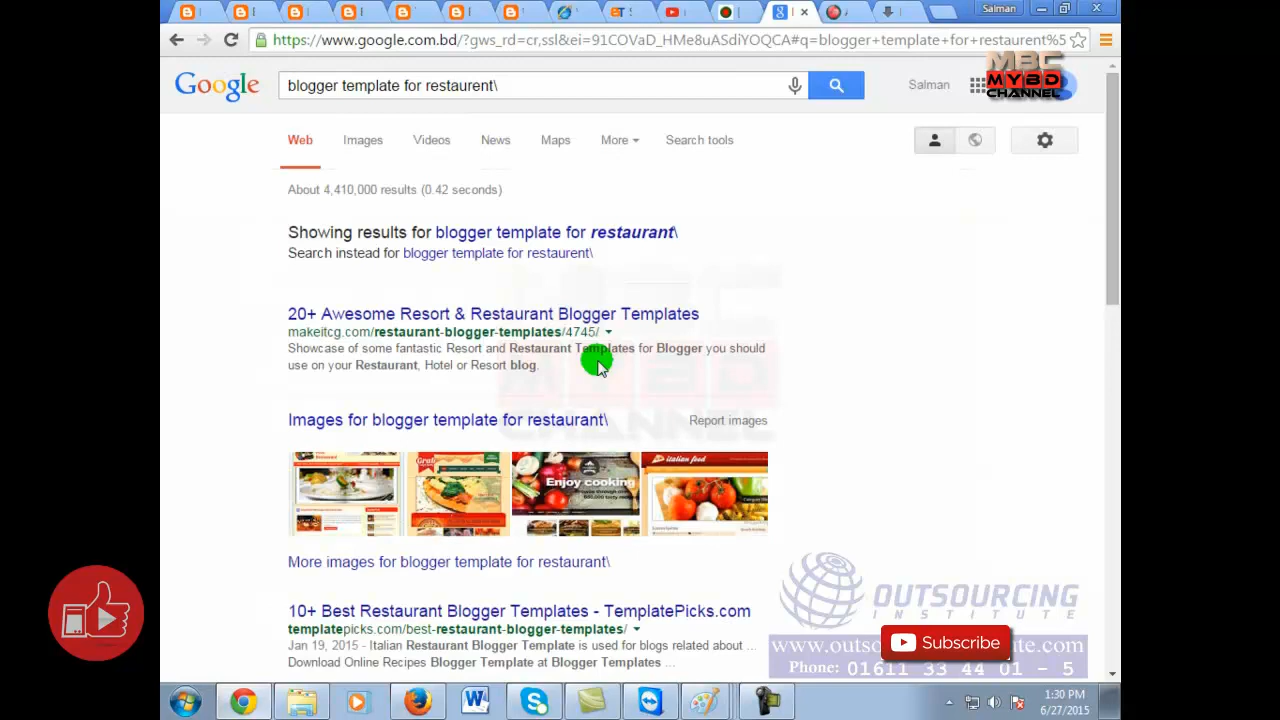 Salman
https://www.google.com.bd/?gws_rd=cr,ssl&ei=91COVaD_HMe8uASdiYOQCA#q=blogger+template+for+restaurent%5
MBC
MYBD
CHANNEL
Google
blogger template for restaurent\
Salman
Web Images Videos News Maps More Search tools
About 4,410,000 results (0.42 seconds)
Showing results for blogger template for restaurant\
Search instead for blogger template for restaurent\
20+ Awesome Resort & Restaurant Blogger Templates
makeitcg.com/restaurant-blogger-templates/4745/
Showcase of some fantastic Resort and Restaurant Templates for Blogger you should
use on your Restaurant, Hotel or Resort blog.
MBC
MYBD
CHANNEL
Images for blogger template for restaurant\
Report images
Enjoy cooking
italian food
More images for blogger template for restaurant\
10+ Best Restaurant Blogger Templates - TemplatePicks.com
templatepicks.com/best-restaurant-blogger-templates/
Jan 19, 2015 - Italian Restaurant Blogger Template is used for blogs related about ...
Download Online Recipes Blogger Template at Blogger Templates ...
OUTSOURCING
INSTITUTE
Subscribe
Phone: 01611 33 44 01 - 5
1:30 PM
6/27/2015